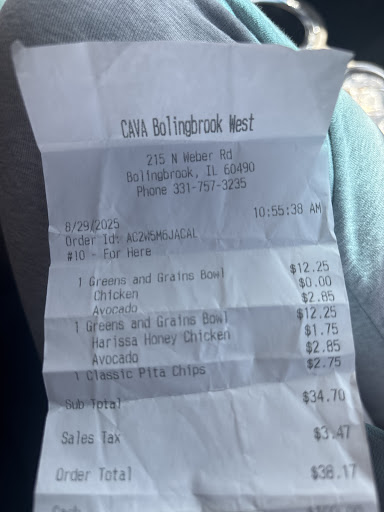 CAVA Bolingbrook West
215 N Weber Rd
Bolingbrook, IL 60490
Phone 331-757-3235
8/29/2025 10:55:38 AM
Order Id: AC2W5M6JACAL
#10 - For Here
1 Greens and Grains Bowl $12.25
Chicken $0.00
Avocado $2.85
1 Greens and Grains Bowl $12.25
Harissa Honey Chicken $1.75
Avocado $2.85
1 Classic Pita Chips $2.75
Sub Total $34.70
Sales Tax $3.47
Order Total $38.17
Cash